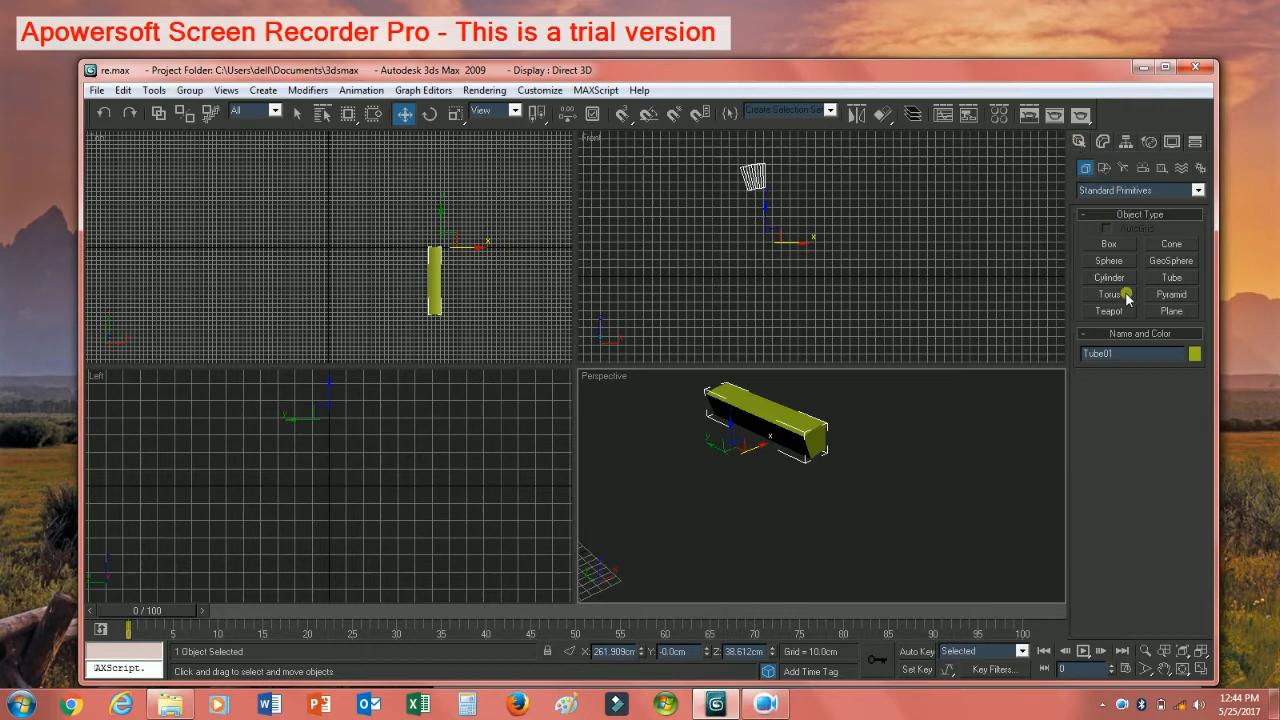 Apowersoft Screen Recorder Pro - This is a trial version
re.max - Project Folder: C:\Users\dell\Documents\3dsmax - Autodesk 3ds Max 2009 - Display : Direct 3D
File Edit Tools Group Views Create Modifiers Animation Graph Editors Rendering Customize MAXScript Help
All View Create Selection Set
Top Front
Standard Primitives
Object Type
AutoGrid
Box Cone
Sphere GeoSphere
Cylinder Tube
Torus Pyramid
Teapot Plane
Name and Color
Tube01
Left Perspective
0 / 100
0 5 10 15 20 25 30 35 40 45 50 55 60 65 70 75 80 85 90 95 100
1 Object Selected X: 261.909cm Y: -0.0cm Z: 38.612cm Grid = 10.0cm Auto Key Selected
AXScript. Click and drag to select and move objects Add Time Tag Set Key Key Filters... 0
12:44 PM
5/25/2017